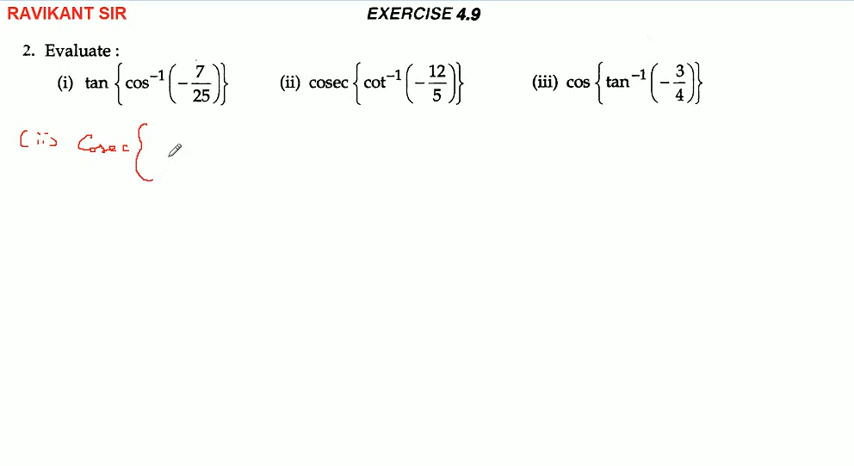 RAVIKANT SIR EXERCISE 4.9
2. Evaluate :
(i) tan {cos⁻¹(−7/25)} (ii) cosec {cot⁻¹(−12/5)} (iii) cos {tan⁻¹(−3/4)}
(ii) Cosec {